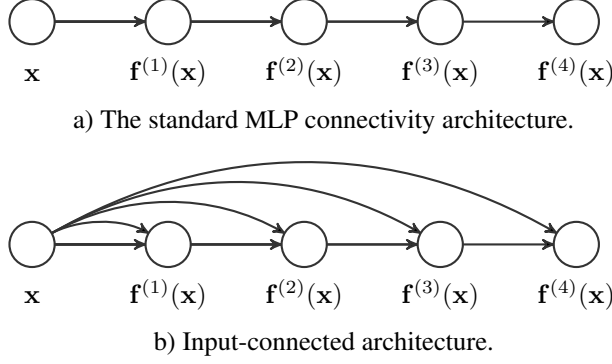 x f⁽¹⁾(x) f⁽²⁾(x) f⁽³⁾(x) f⁽⁴⁾(x)
a) The standard MLP connectivity architecture.
x f⁽¹⁾(x) f⁽²⁾(x) f⁽³⁾(x) f⁽⁴⁾(x)
b) Input-connected architecture.